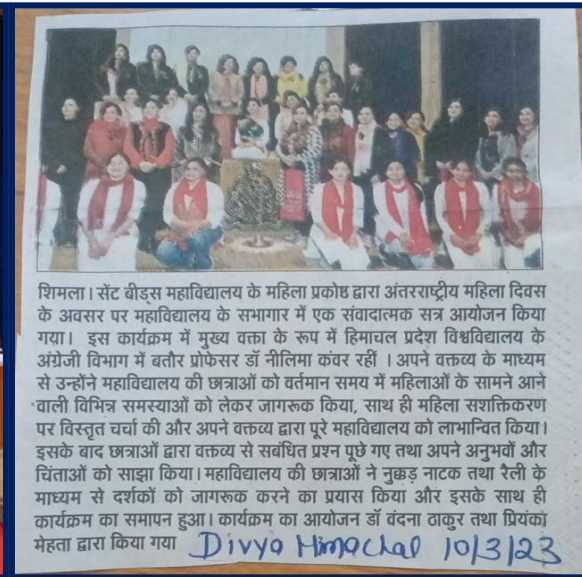 शिमला। सेंट बीड्स महाविद्यालय के महिला प्रकोष्ठ द्वारा अंतरराष्ट्रीय महिला दिवस
के अवसर पर महाविद्यालय के सभागार में एक संवादात्मक सत्र आयोजन किया
गया। इस कार्यक्रम में मुख्य वक्ता के रूप में हिमाचल प्रदेश विश्वविद्यालय के
अंग्रेजी विभाग में बतौर प्रोफेसर डॉ नीलिमा कंवर रहीं । अपने वक्तव्य के माध्यम
से उन्होंने महाविद्यालय की छात्राओं को वर्तमान समय में महिलाओं के सामने आने
वाली विभिन्न समस्याओं को लेकर जागरूक किया, साथ ही महिला सशक्तिकरण
पर विस्तृत चर्चा की और अपने वक्तव्य द्वारा पूरे महाविद्यालय को लाभान्वित किया।
इसके बाद छात्राओं द्वारा वक्तव्य से सबंधित प्रश्न पूछे गए तथा अपने अनुभवों और
चिंताओं को साझा किया। महाविद्यालय की छात्राओं ने नुक्कड़ नाटक तथा रैली के
माध्यम से दर्शकों को जागरूक करने का प्रयास किया और इसके साथ ही
कार्यक्रम का समापन हुआ। कार्यक्रम का आयोजन डॉ वंदना ठाकुर तथा प्रियंका
मेहता द्वारा किया गया Divya Himachal 10/3/23